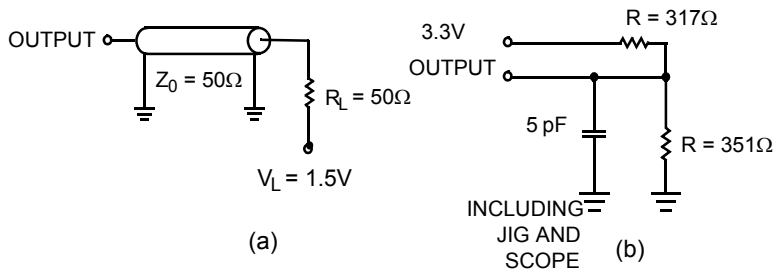 OUTPUT
Z0 = 50Ω
RL = 50Ω
VL = 1.5V
(a)
3.3V
R = 317Ω
OUTPUT
5 pF
R = 351Ω
INCLUDING
JIG AND
SCOPE
(b)